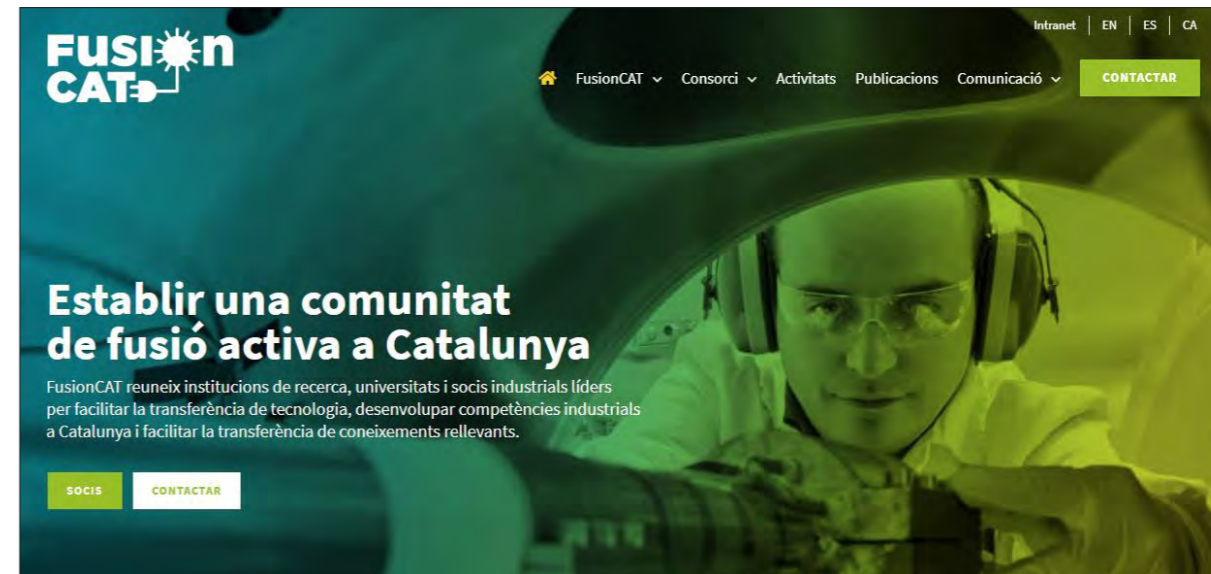 Intranet | EN | ES | CA
FUSION
CAT
FusionCAT Consorci Activitats Publicacions Comunicació CONTACTAR
Establir una comunitat
de fusió activa a Catalunya
FusionCAT reuneix institucions de recerca, universitats i socis industrials líders
per facilitar la transferència de tecnologia, desenvolupar competències industrials
a Catalunya i facilitar la transferència de coneixements rellevants.
SOCIS CONTACTAR